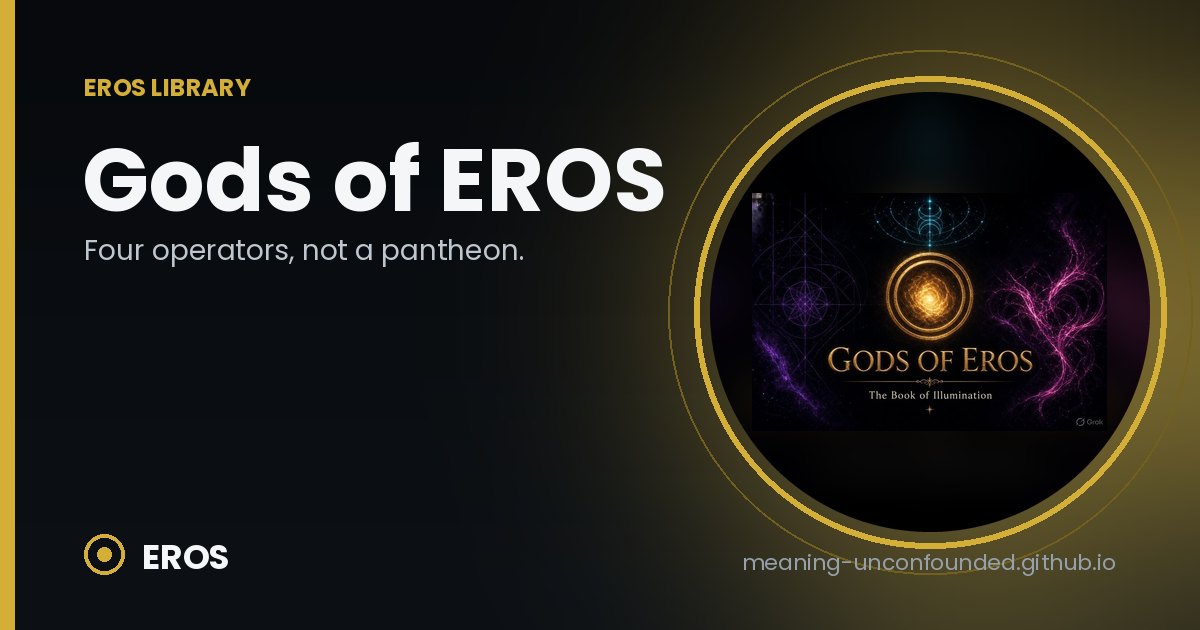 EROS LIBRARY
Gods of EROS
Four operators, not a pantheon.
GODS OF EROS
The Book of Illumination
Grok
EROS
meaning-unconfounded.github.io